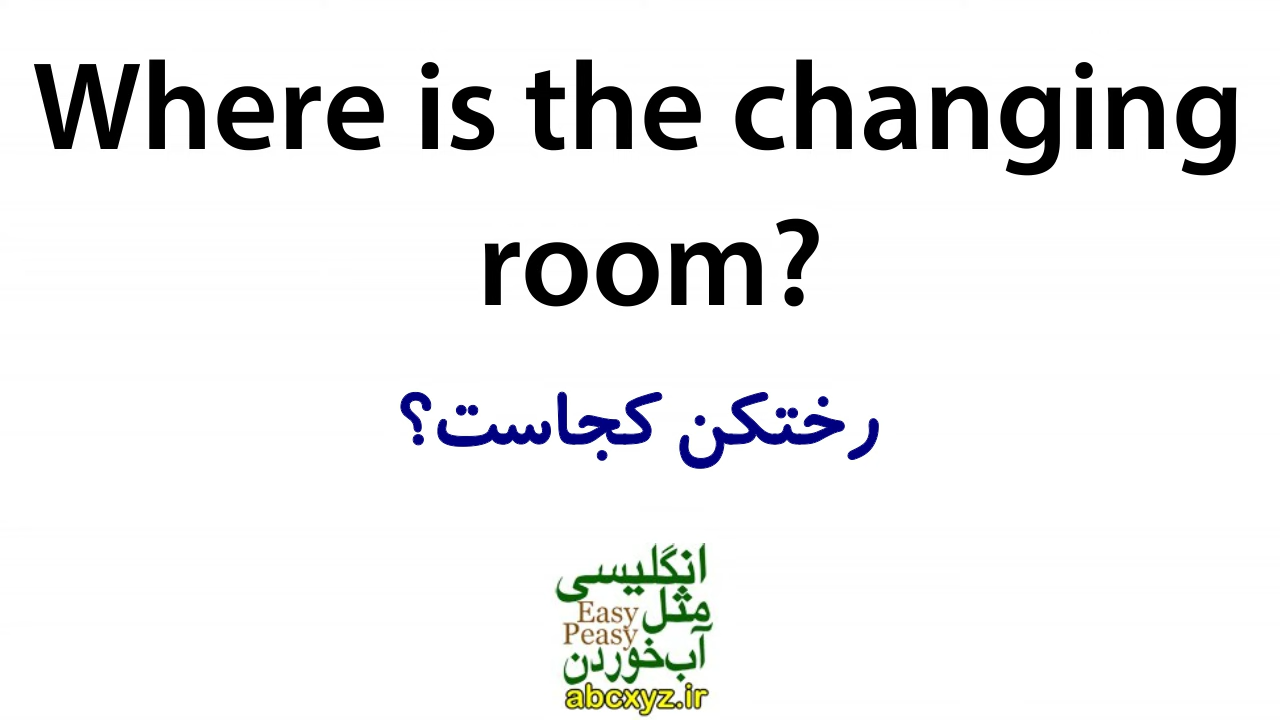 Where is the changing
room?
رختکن کجاست؟
انگلیسی
مثل Easy
Peasy
آب‌خوردن
abcxyz.ir